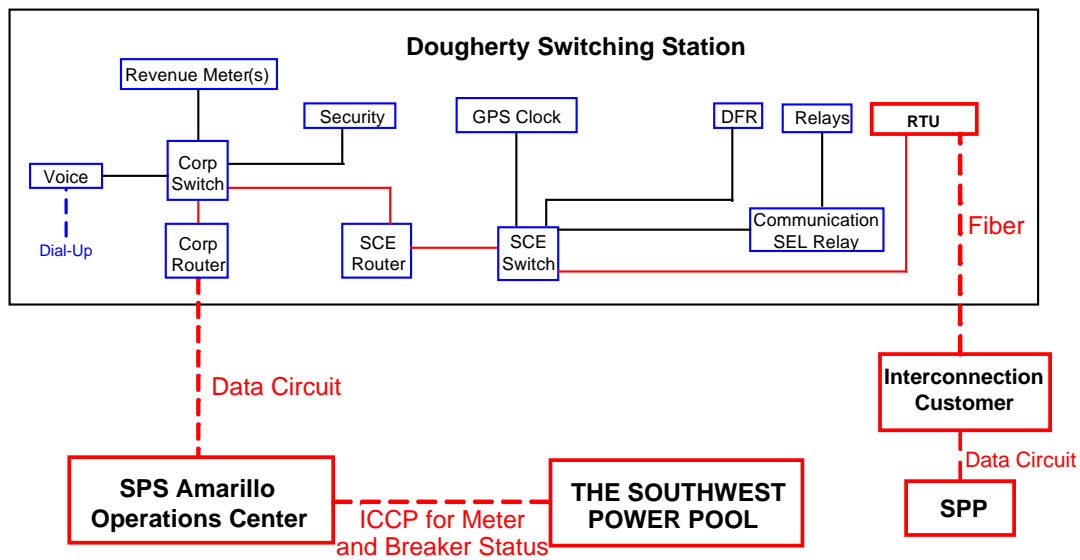 Dougherty Switching Station
Revenue Meter(s)
Security
GPS Clock
DFR
Relays
RTU
Voice
Corp
Switch
Dial-Up
Corp
Router
SCE
Router
SCE
Switch
Communication
SEL Relay
Fiber
Data Circuit
Interconnection
Customer
Data Circuit
SPS Amarillo
Operations Center
ICCP for Meter
and Breaker Status
THE SOUTHWEST
POWER POOL
SPP